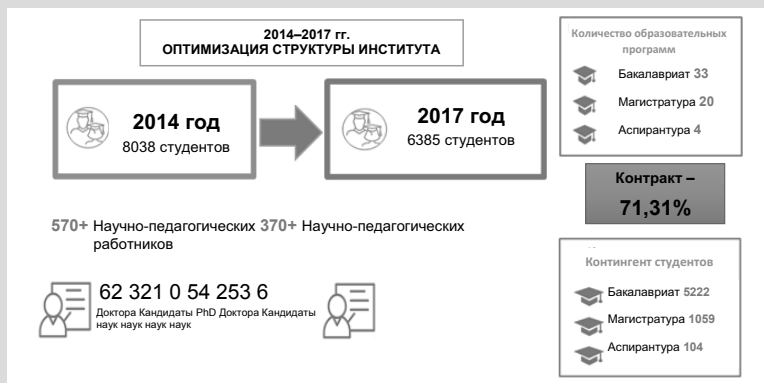 2014–2017 гг.
ОПТИМИЗАЦИЯ СТРУКТУРЫ ИНСТИТУТА
2014 год
8038 студентов
2017 год
6385 студентов
570+ Научно-педагогических 370+ Научно-педагогических
работников
62 321 0 54 253 6
Доктора Кандидаты PhD Доктора Кандидаты
наук наук наук наук
Количество образовательных
программ
Бакалавриат 33
Магистратура 20
Аспирантура 4
Контракт –
71,31%
Контингент студентов
Бакалавриат 5222
Магистратура 1059
Аспирантура 104